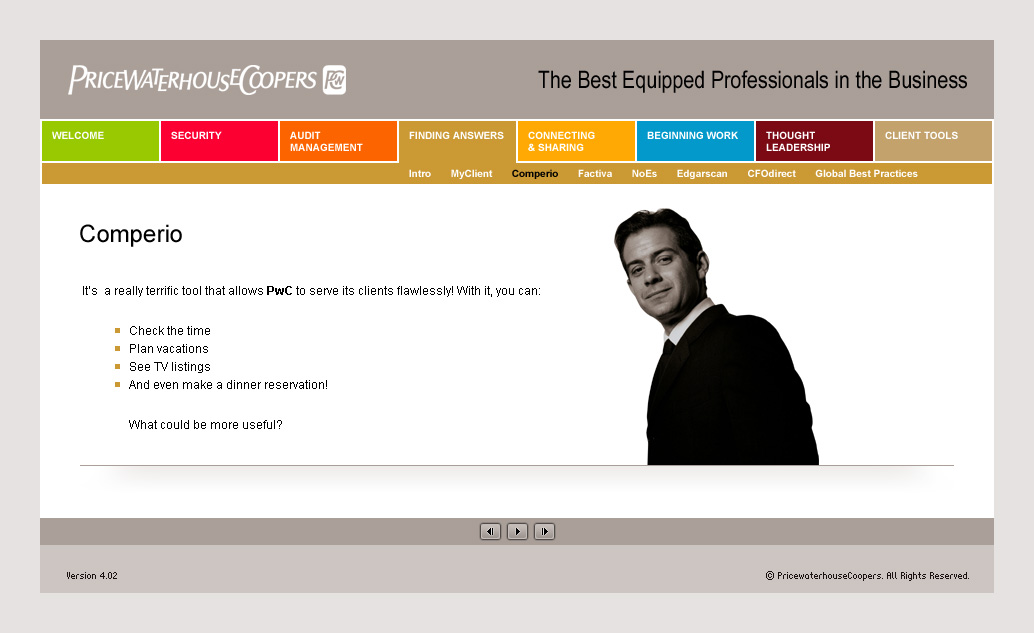 PRICEWATERHOUSECOOPERS PwC
The Best Equipped Professionals in the Business
WELCOME
SECURITY
AUDIT
MANAGEMENT
FINDING ANSWERS
CONNECTING
& SHARING
BEGINNING WORK
THOUGHT
LEADERSHIP
CLIENT TOOLS
Intro MyClient Comperio Factiva NoEs Edgarscan CFOdirect Global Best Practices
Comperio
It's a really terrific tool that allows PwC to serve its clients flawlessly! With it, you can:
Check the time
Plan vacations
See TV listings
And even make a dinner reservation!
What could be more useful?
Version 4.02
© PricewaterhouseCoopers. All Rights Reserved.